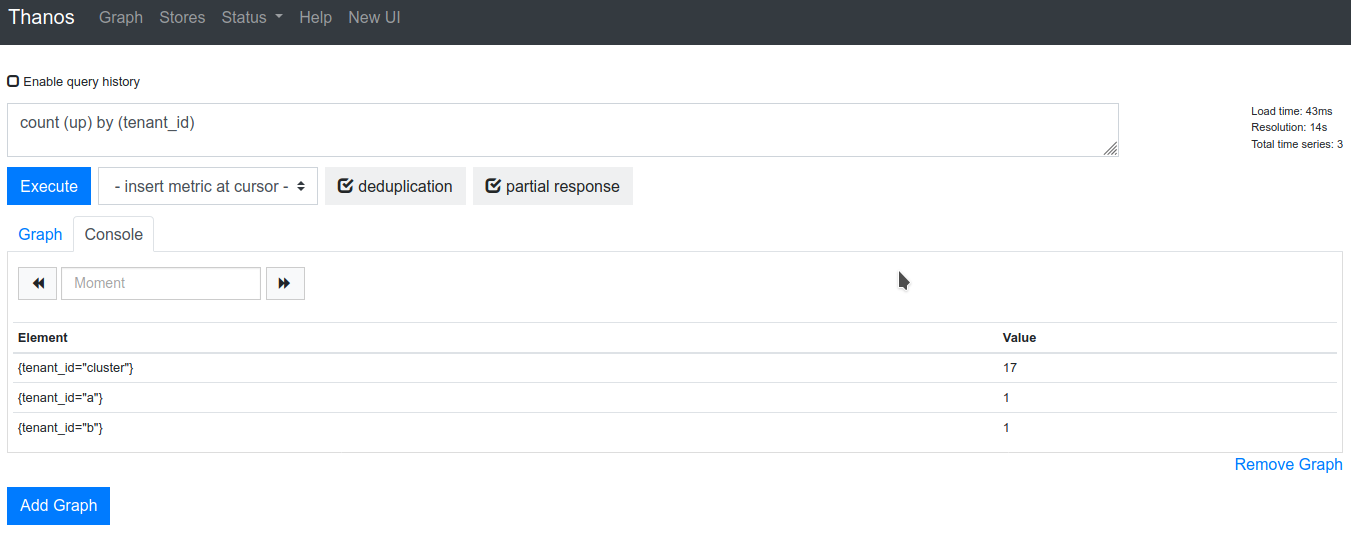 Thanos Graph Stores Status Help New UI
Enable query history
count (up) by (tenant_id)
Load time: 43ms
Resolution: 14s
Total time series: 3
Execute - insert metric at cursor - deduplication partial response
Graph Console
Moment
Element Value
{tenant_id="cluster"} 17
{tenant_id="a"} 1
{tenant_id="b"} 1
Remove Graph
Add Graph